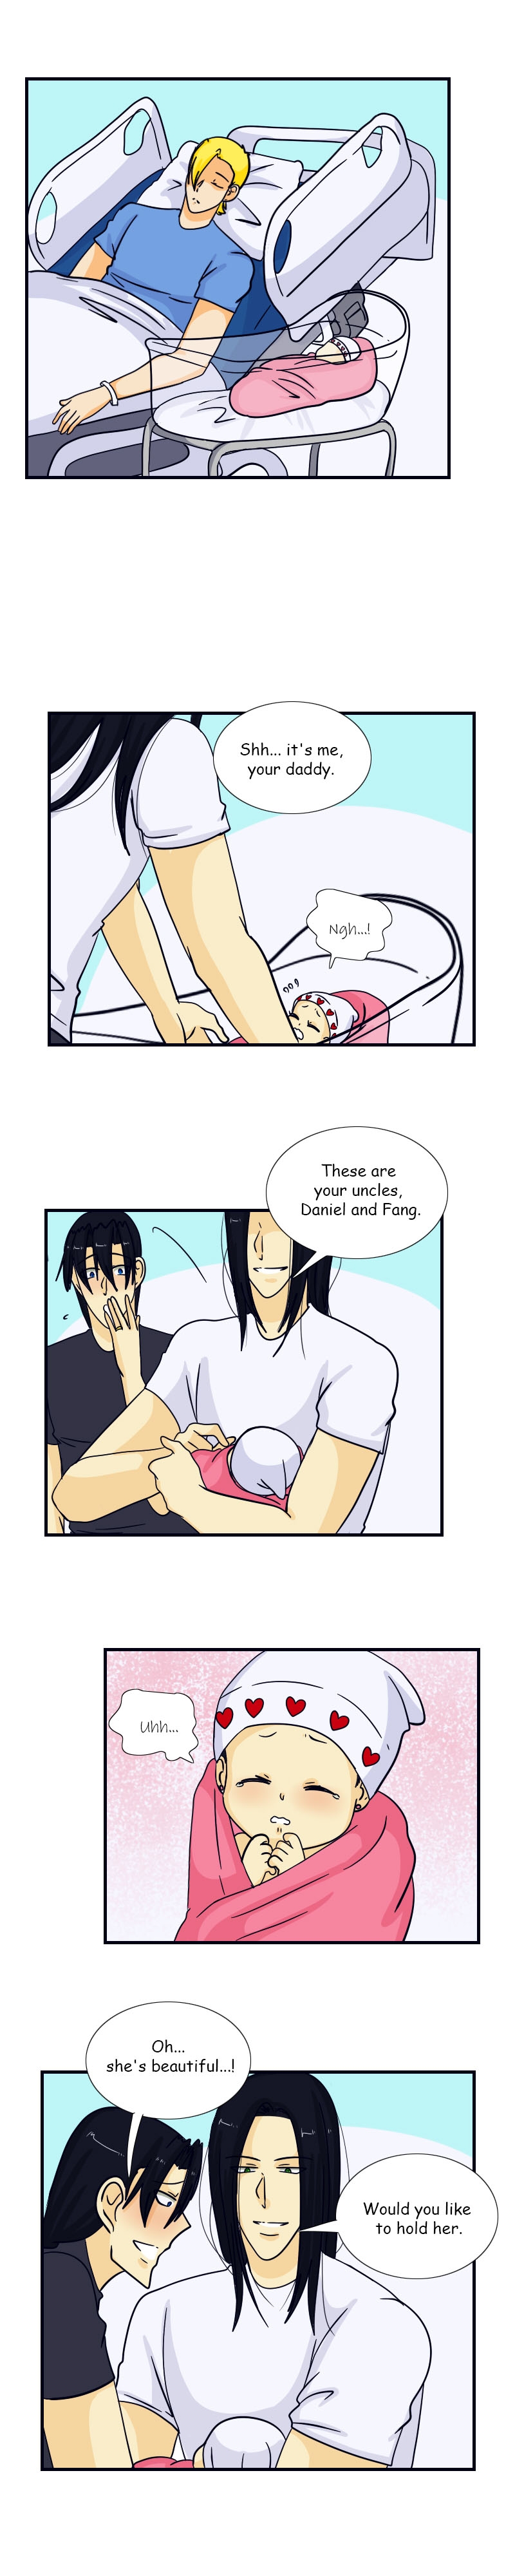 Shh... it's me,
your daddy.
Ngh...!
These are
your uncles,
Daniel and Fang.
Uhh...
Oh...
she's beautiful...!
Would you like
to hold her.